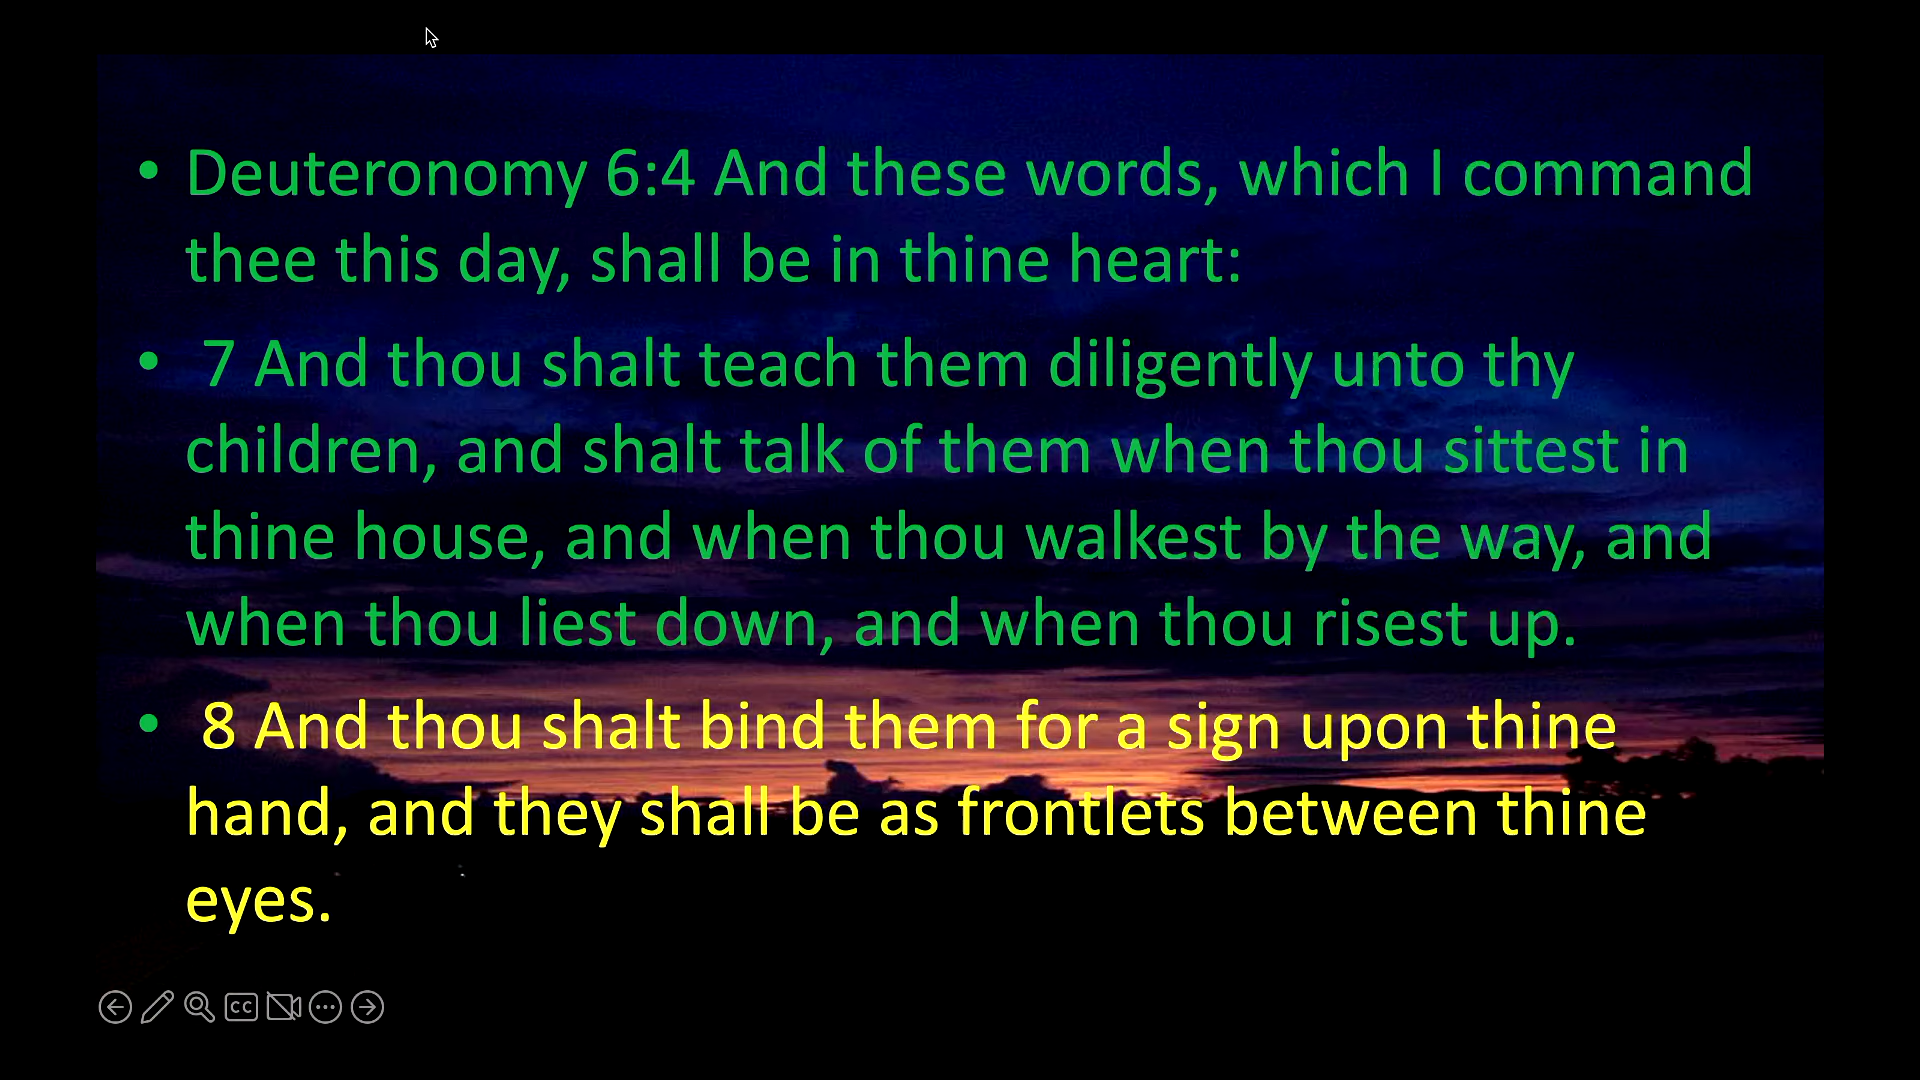 • Deuteronomy 6:4 And these words, which I command
thee this day, shall be in thine heart:
• 7 And thou shalt teach them diligently unto thy
children, and shalt talk of them when thou sittest in
thine house, and when thou walkest by the way, and
when thou liest down, and when thou risest up.
• 8 And thou shalt bind them for a sign upon thine
hand, and they shall be as frontlets between thine
eyes.
CC